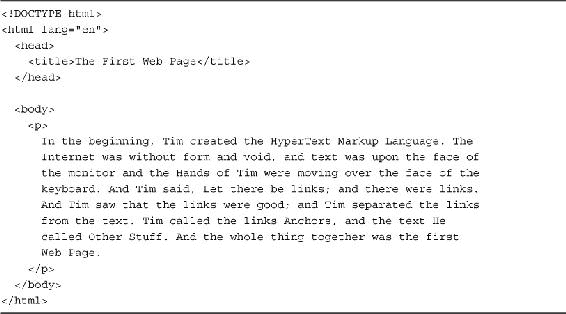 <!DOCTYPE html>
<html lang="en">
  <head>
    <title>The First Web Page</title>
  </head>

  <body>
    <p>
      In the beginning, Tim created the HyperText Markup Language. The
      Internet was without form and void, and text was upon the face of
      the monitor and the Hands of Tim were moving over the face of the
      keyboard. And Tim said, Let there be links; and there were links.
      And Tim saw that the links were good; and Tim separated the links
      from the text. Tim called the links Anchors, and the text He
      called Other Stuff. And the whole thing together was the first
      Web Page.
    </p>
  </body>
</html>